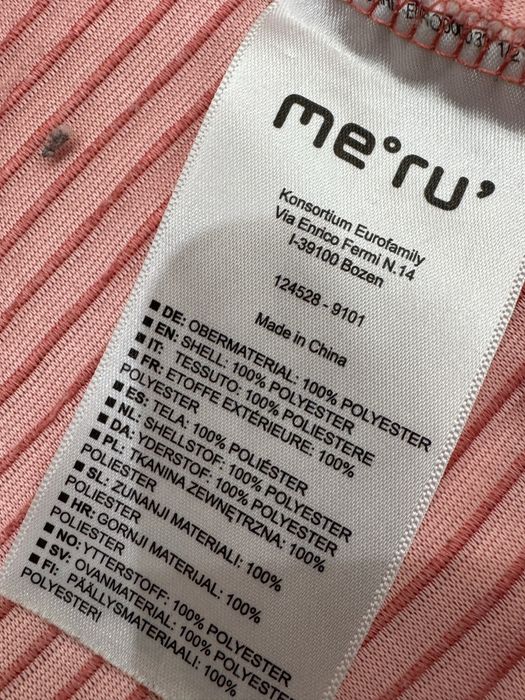 me°ru'
Konsortium Eurofamily
Via Enrico Fermi N.14
I-39100 Bozen
124528 - 9101
Made in China
■ DE: OBERMATERIAL: 100% POLYESTER
■ EN: SHELL: 100% POLYESTER
■ IT: TESSUTO: 100% POLIESTERE
■ FR: ETOFFE EXTÉRIEURE: 100%
POLYESTER
■ ES: TELA: 100% POLIÉSTER
■ NL: SHELLSTOF: 100% POLYESTER
■ DA: YDERSTOF: 100% POLYESTER
■ PL: TKANINA ZEWNĘTRZNA: 100%
POLIESTER
■ SL: ZUNANJI MATERIALI: 100%
POLIESTER
■ HR: GORNJI MATERIJAL: 100%
POLIESTER
■ NO: YTTERSTOFF: 100% POLYESTER
■ SV: OVANMATERIAL: 100% POLYESTER
■ FI: PÄÄLLYSMATERIAALI: 100%
POLYESTERI